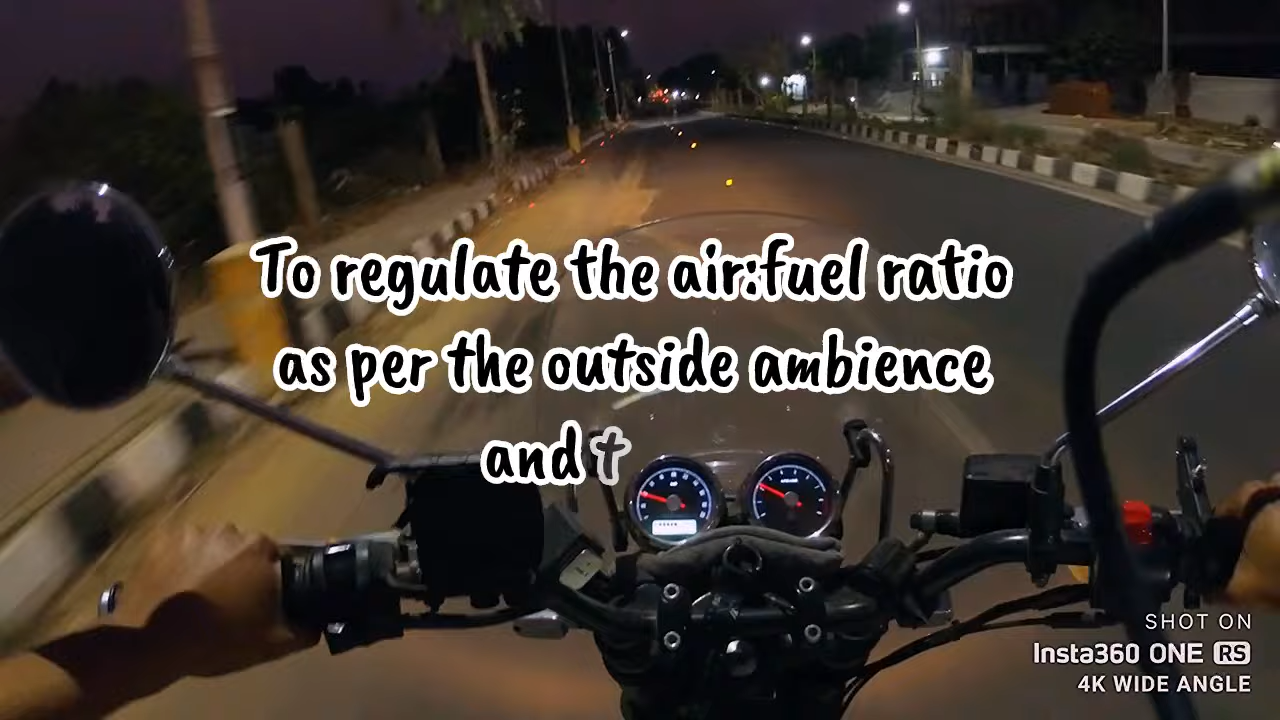 To regulate the air:fuel ratio
as per the outside ambience
and t
SHOT ON
Insta360 ONE RS
4K WIDE ANGLE